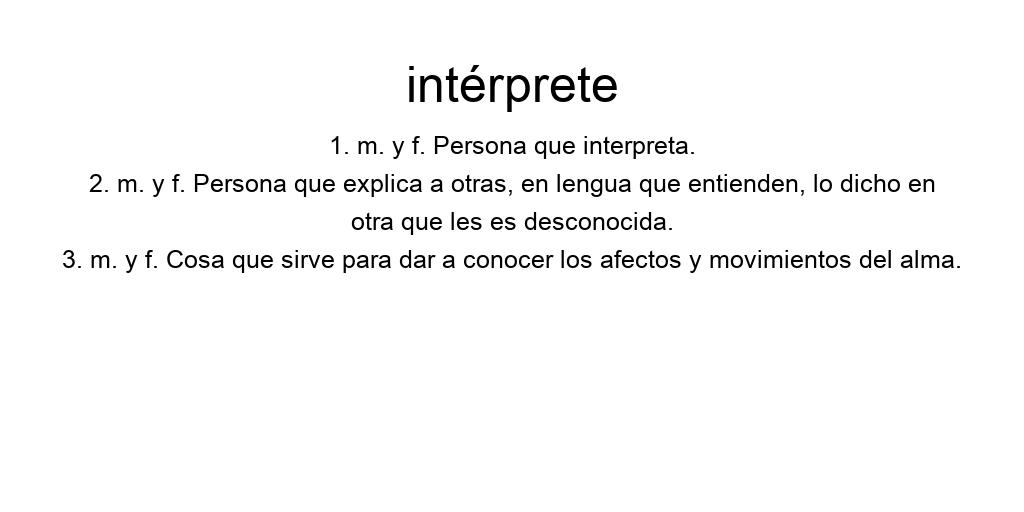 intérprete
1. m. y f. Persona que interpreta.
2. m. y f. Persona que explica a otras, en lengua que entienden, lo dicho en
otra que les es desconocida.
3. m. y f. Cosa que sirve para dar a conocer los afectos y movimientos del alma.